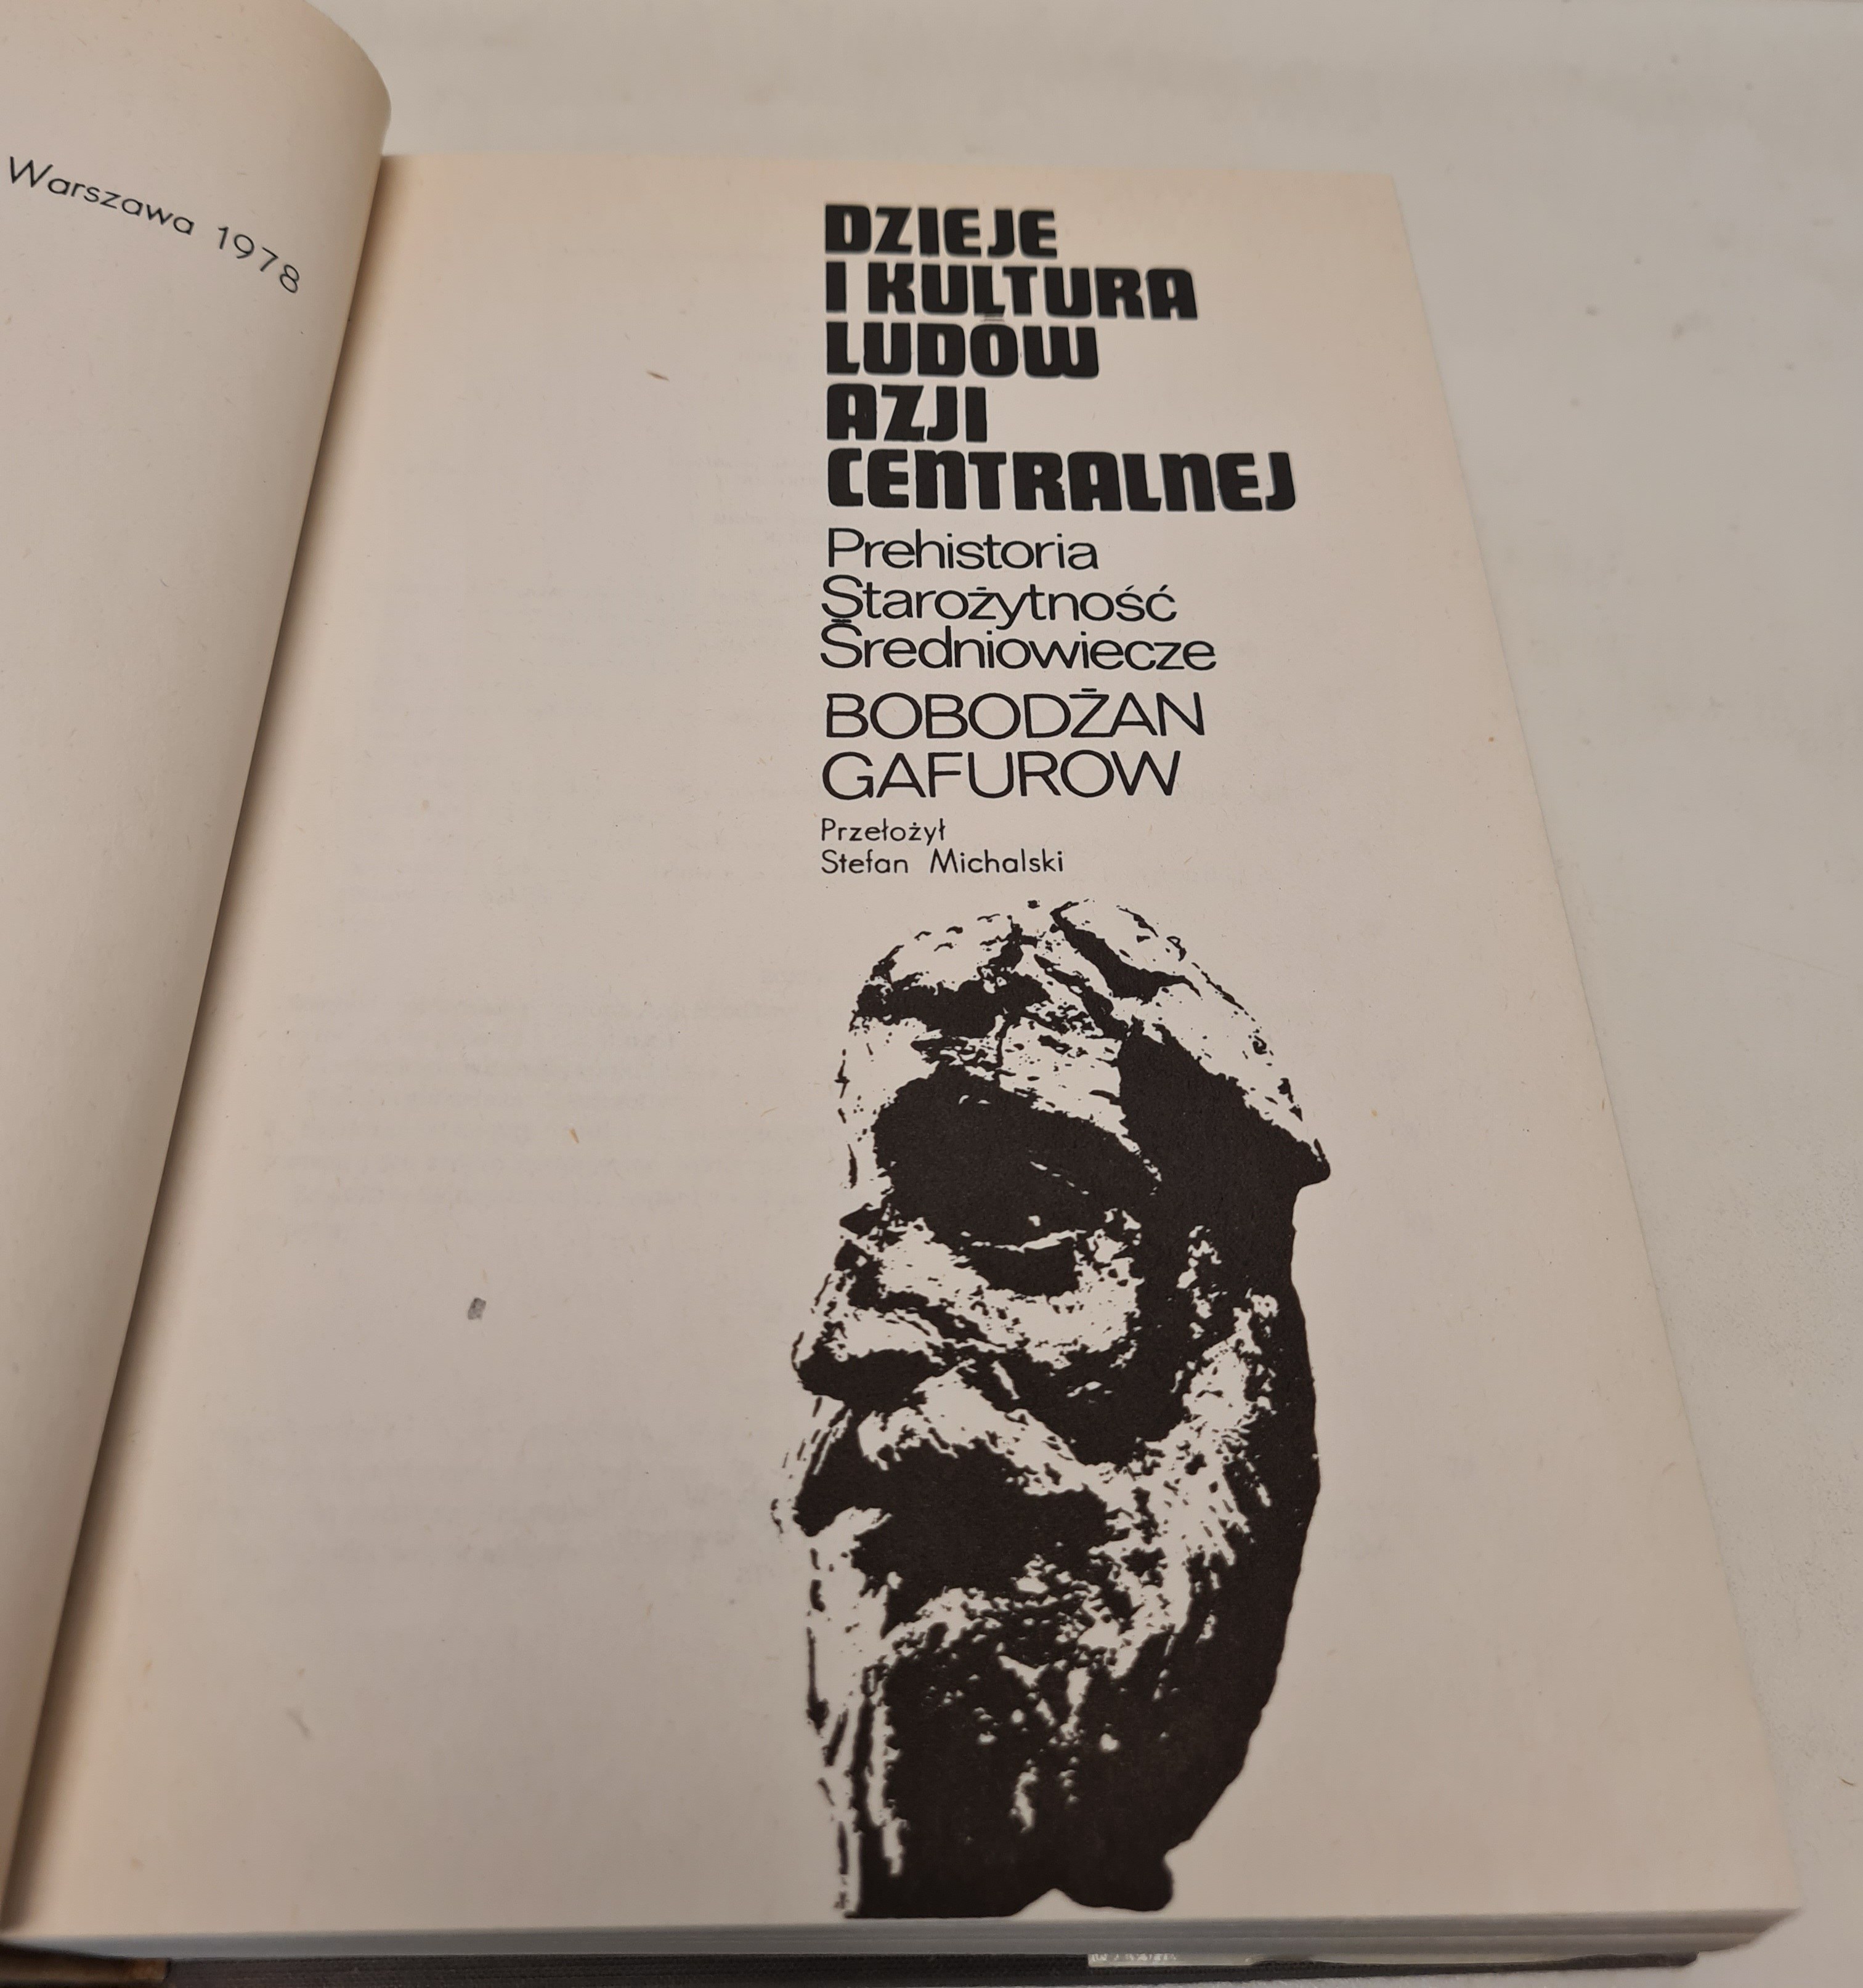 Warszawa 1978
DZIEJE
I KULTURA
LUDÓW
AZJI
CENTRALNEJ
Prehistoria
Starożytność
Średniowiecze
BOBODŻAN
GAFUROW
Przełożył
Stefan Michalski